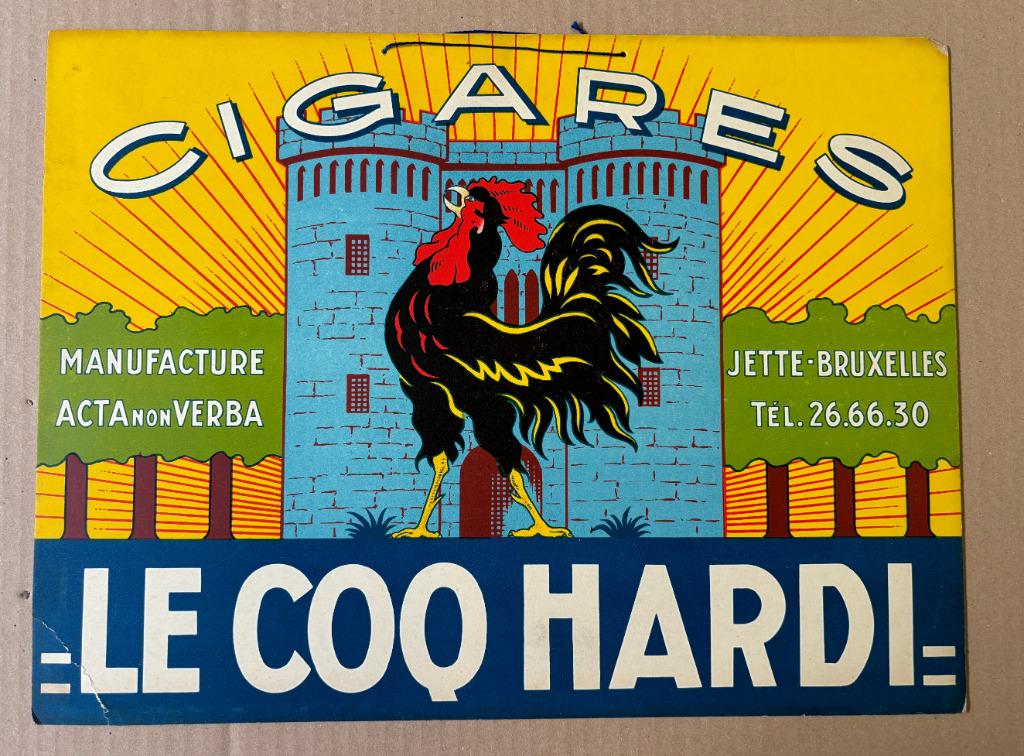 CIGARES
MANUFACTURE
ACTA NON VERBA
JETTE-BRUXELLES
TÉL. 26.66.30
LE COQ HARDI